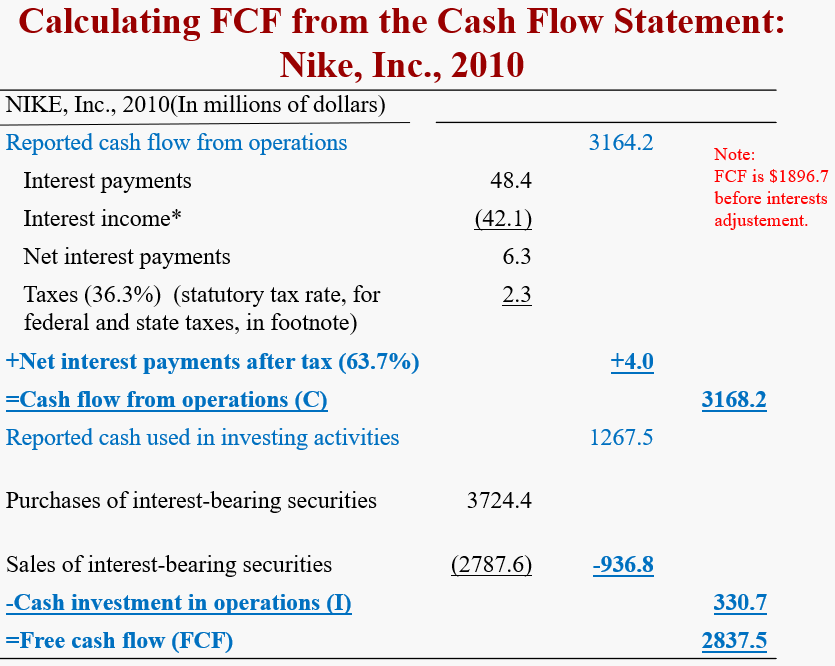 Calculating FCF from the Cash Flow Statement:
Nike, Inc., 2010
NIKE, Inc., 2010(In millions of dollars)
Reported cash flow from operations 3164.2
Note:
FCF is $1896.7
before interests
adjustement.
Interest payments 48.4
Interest income* (42.1)
Net interest payments 6.3
Taxes (36.3%) (statutory tax rate, for 2.3
federal and state taxes, in footnote)
+Net interest payments after tax (63.7%) +4.0
=Cash flow from operations (C) 3168.2
Reported cash used in investing activities 1267.5
Purchases of interest-bearing securities 3724.4
Sales of interest-bearing securities (2787.6) -936.8
-Cash investment in operations (I) 330.7
=Free cash flow (FCF) 2837.5